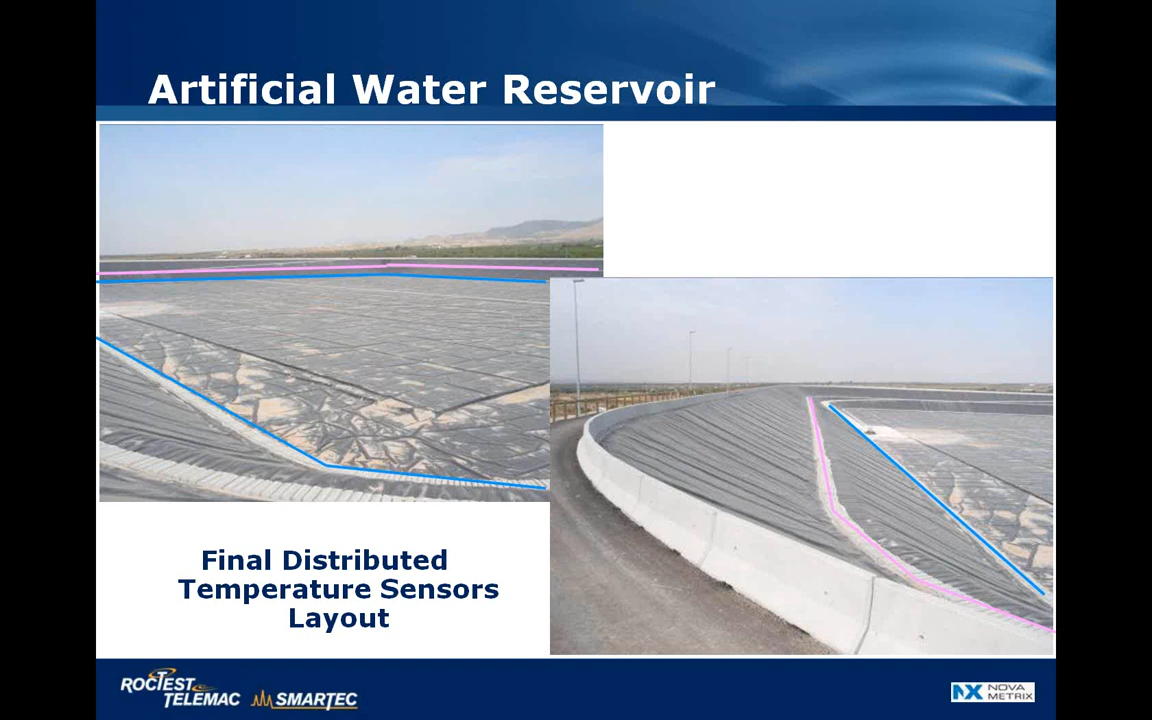 Artificial Water Reservoir
Final Distributed
Temperature Sensors
Layout
ROCTEST
TELEMAC
SMARTEC
NX NOVA
METRIX